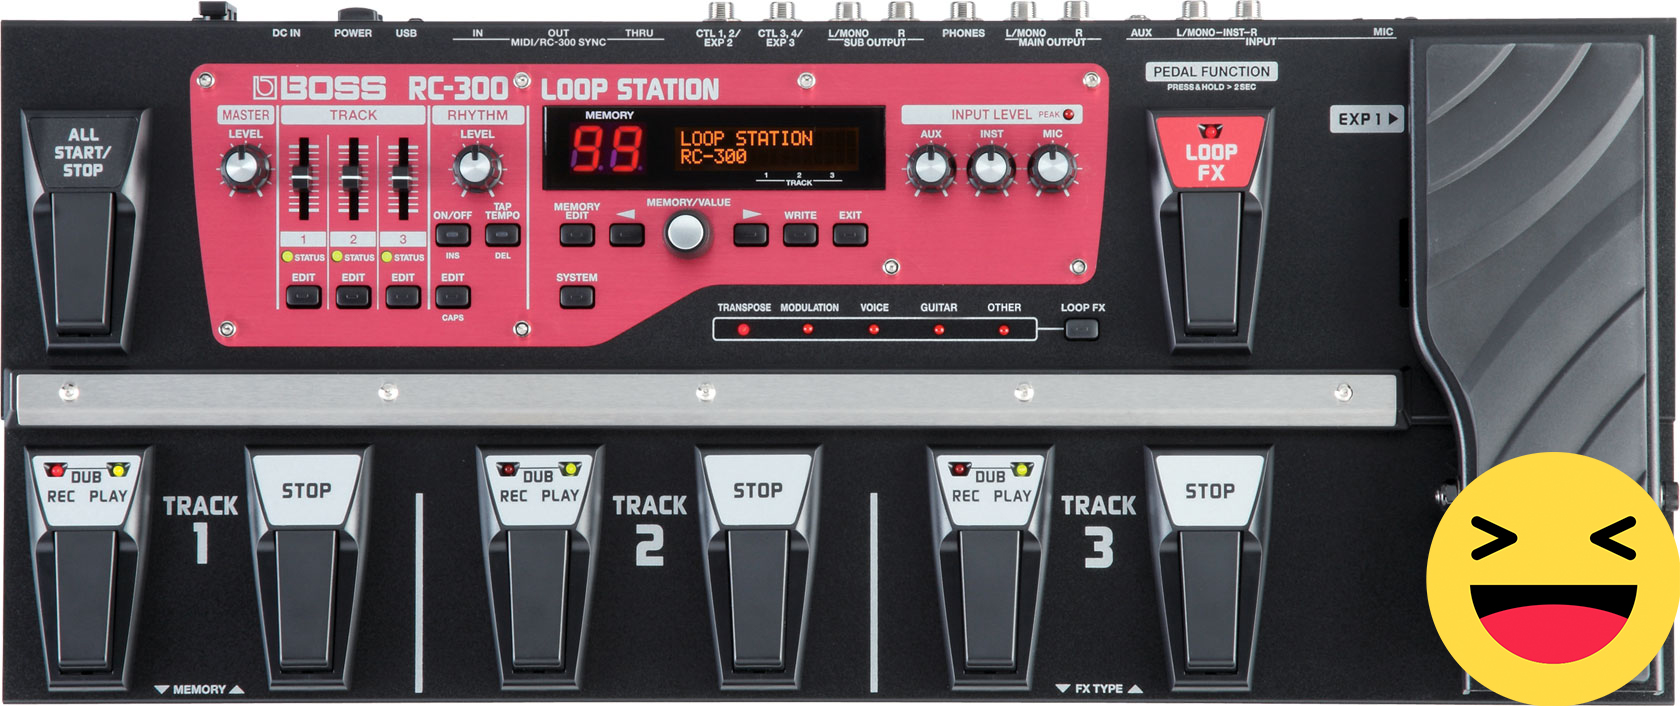 DC IN
POWER
USB
IN
OUT
THRU
MIDI/RC-300 SYNC
CTL 1, 2/
EXP 2
CTL 3, 4/
EXP 3
L/MONO
R
SUB OUTPUT
PHONES
L/MONO
R
MAIN OUTPUT
AUX
L/MONO-INST-R
INPUT
MIC
BOSS RC-300 LOOP STATION
PEDAL FUNCTION
PRESS & HOLD > 2 SEC
ALL
START/
STOP
MASTER
LEVEL
TRACK
RHYTHM
LEVEL
MEMORY
99
LOOP STATION
RC-300
1 2 3
TRACK
INPUT LEVEL
PEAK
AUX
INST
MIC
LOOP
FX
EXP 1
1
2
3
STATUS
STATUS
STATUS
EDIT
EDIT
EDIT
ON/OFF
INS
TAP
TEMPO
DEL
EDIT
CAPS
MEMORY
EDIT
MEMORY/VALUE
WRITE
EXIT
SYSTEM
TRANSPOSE
MODULATION
VOICE
GUITAR
OTHER
LOOP FX
DUB
REC PLAY
TRACK
1
STOP
DUB
REC PLAY
TRACK
2
STOP
DUB
REC PLAY
TRACK
3
STOP
MEMORY
FX TYPE